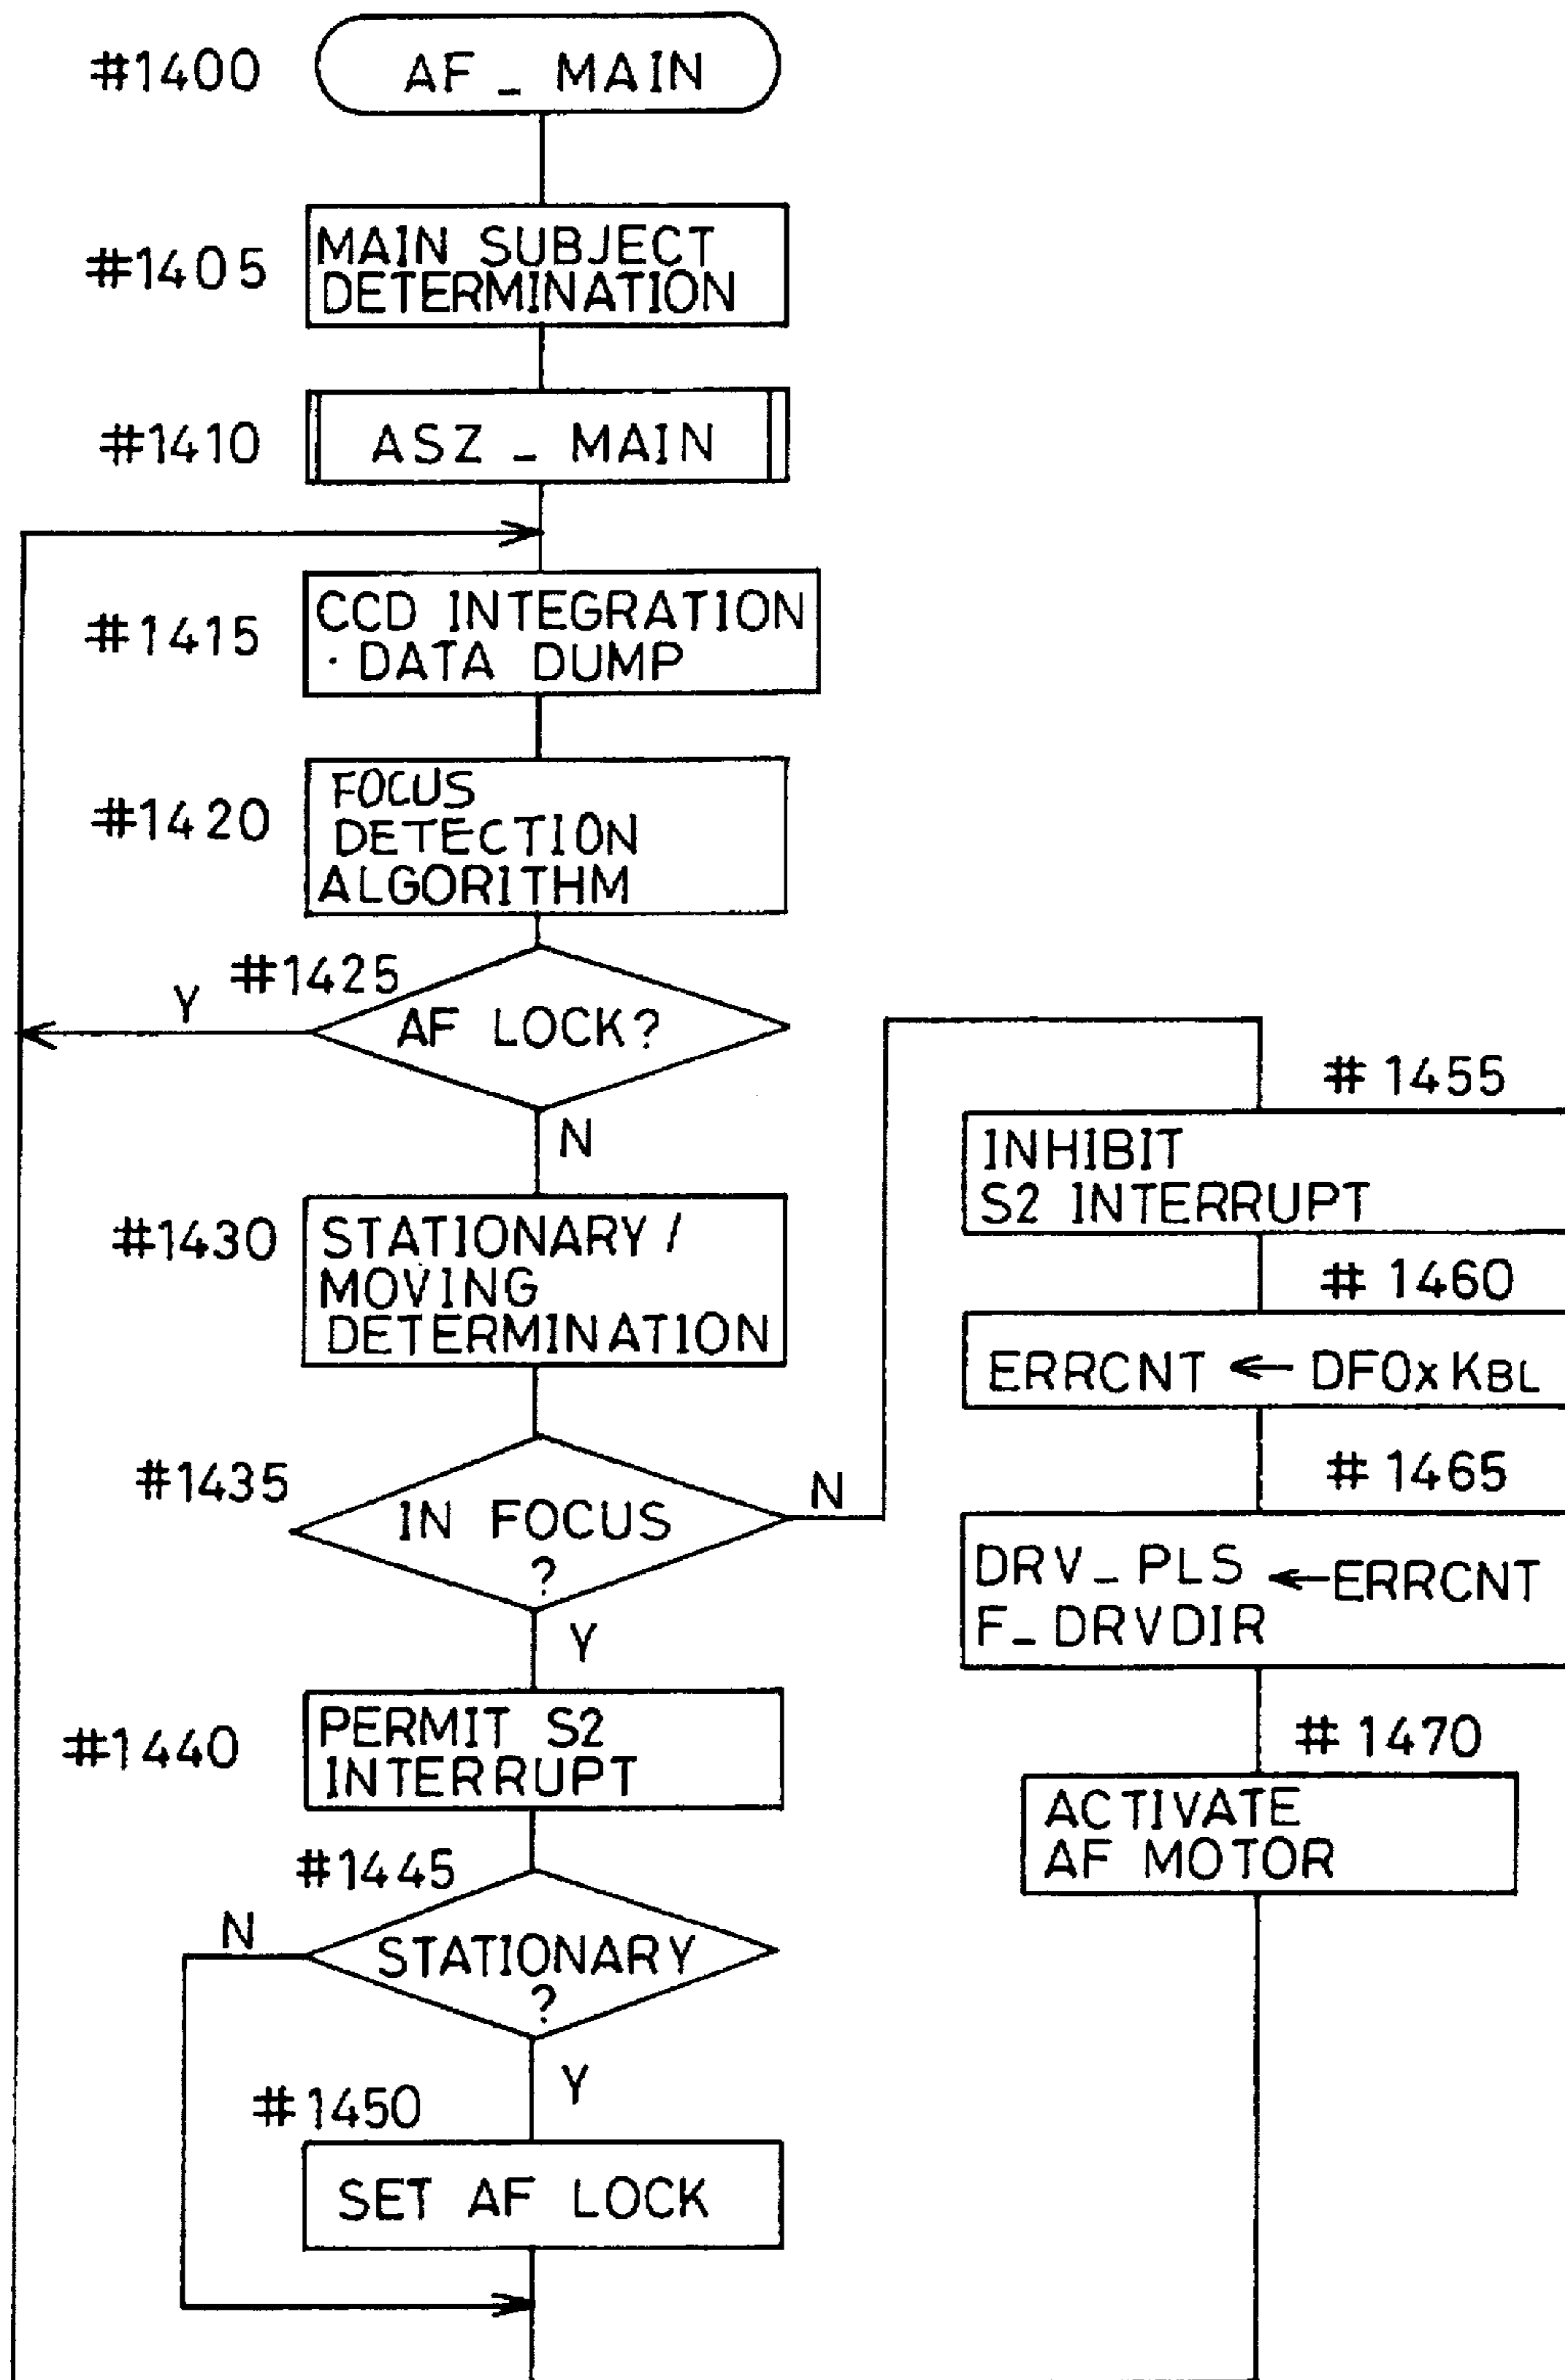 #1400
AF _ MAIN
#1405
MAIN SUBJECT
DETERMINATION
#1410
ASZ _ MAIN
#1415
CCD INTEGRATION
· DATA DUMP
#1420
FOCUS
DETECTION
ALGORITHM
#1425
AF LOCK?
Y
N
#1430
STATIONARY /
MOVING
DETERMINATION
#1435
IN FOCUS
?
N
Y
#1440
PERMIT S2
INTERRUPT
#1445
STATIONARY
?
N
Y
#1450
SET AF LOCK
# 1455
INHIBIT
S2 INTERRUPT
# 1460
ERRCNT ← DF0xKBL
# 1465
DRV_PLS ←ERRCNT
F_DRVDIR
# 1470
ACTIVATE
AF MOTOR